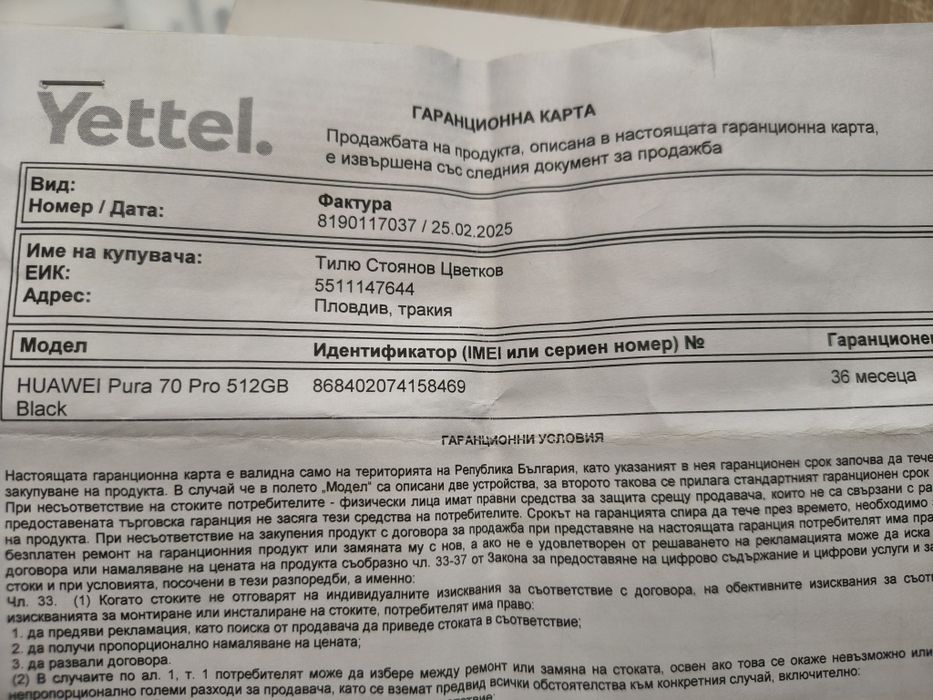 Yettel.
ГАРАНЦИОННА КАРТА
Продажбата на продукта, описана в настоящата гаранционна карта,
е извършена със следния документ за продажба
Вид: Фактура
Номер / Дата: 8190117037 / 25.02.2025
Име на купувача: Тилю Стоянов Цветков
ЕИК: 5511147644
Адрес: Пловдив, тракия
Модел Идентификатор (IMEI или сериен номер) № Гаранционе
HUAWEI Pura 70 Pro 512GB 868402074158469 36 месеца
Black
ГАРАНЦИОННИ УСЛОВИЯ
Настоящата гаранционна карта е валидна само на територията на Република България, като указаният в нея гаранционен срок започва да тече
закупуване на продукта. В случай че в полето „Модел" са описани две устройства, за второто такова се прилага стандартният гаранционен срок
При несъответствие на стоките потребителите - физически лица имат правни средства за защита срещу продавача, които не са свързани с ра
предоставената търговска гаранция не засяга тези средства на потребителите. Срокът на гаранцията спира да тече през времето, необходимо
на продукта. При несъответствие на закупения продукт с договора за продажба при представяне на настоящата гаранция потребителят има пра
безплатен ремонт на гаранционния продукт или замяната му с нов, а ако не е удовлетворен от решаването на рекламацията може да иска
договора или намаляване на цената на продукта съобразно чл. 33-37 от Закона за предоставяне на цифрово съдържание и цифрови услуги и за
стоки и при условията, посочени в тези разпоредби, а именно:
Чл. 33. (1) Когато стоките не отговарят на индивидуалните изисквания за съответствие с договора, на обективните изисквания за съот
изискванията за монтиране или инсталиране на стоките, потребителят има право:
1. да предяви рекламация, като поиска от продавача да приведе стоката в съответствие;
2. да получи пропорционално намаляване на цената;
3. да развали договора.
(2) В случаите по ал. 1, т. 1 потребителят може да избере между ремонт или замяна на стоката, освен ако това се окаже невъзможно или
непропорционално големи разходи за продавача, като се вземат предвид всички обстоятелства към конкретния случай, включително: